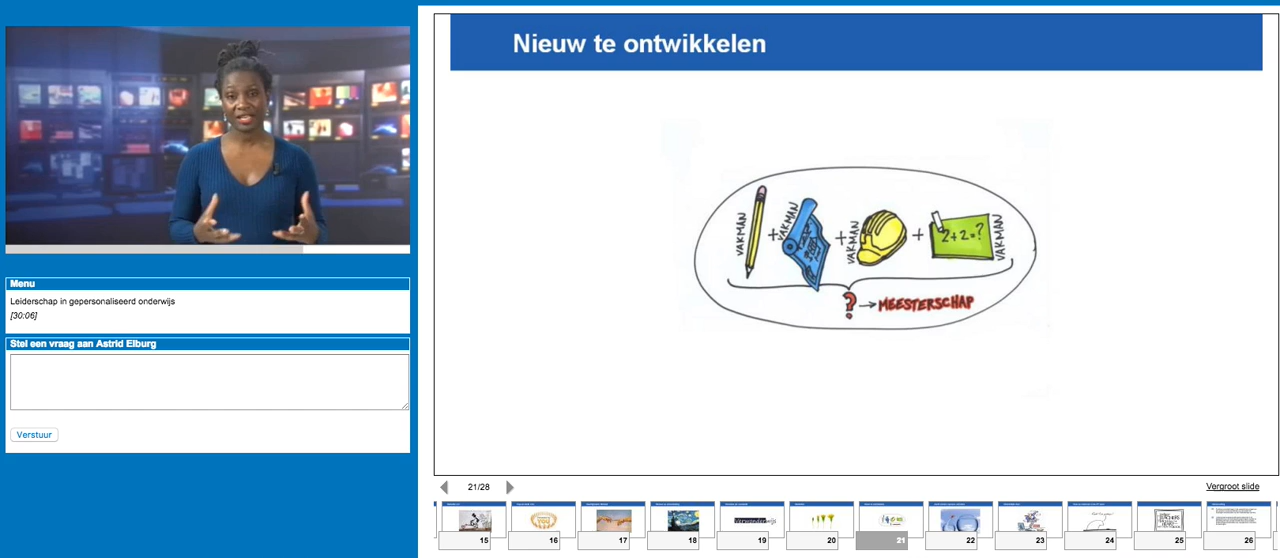 Nieuw te ontwikkelen
VAKMAN
+
VAKMAN
+
VAKMAN
+
2+2=?
VAKMAN
? → MEESTERSCHAP
Menu
Leiderschap in gepersonaliseerd onderwijs
[30:06]
Stel een vraag aan Astrid Elburg
Verstuur
21/28
Vergroot slide
15
16
17
18
19
20
21
22
23
24
25
26